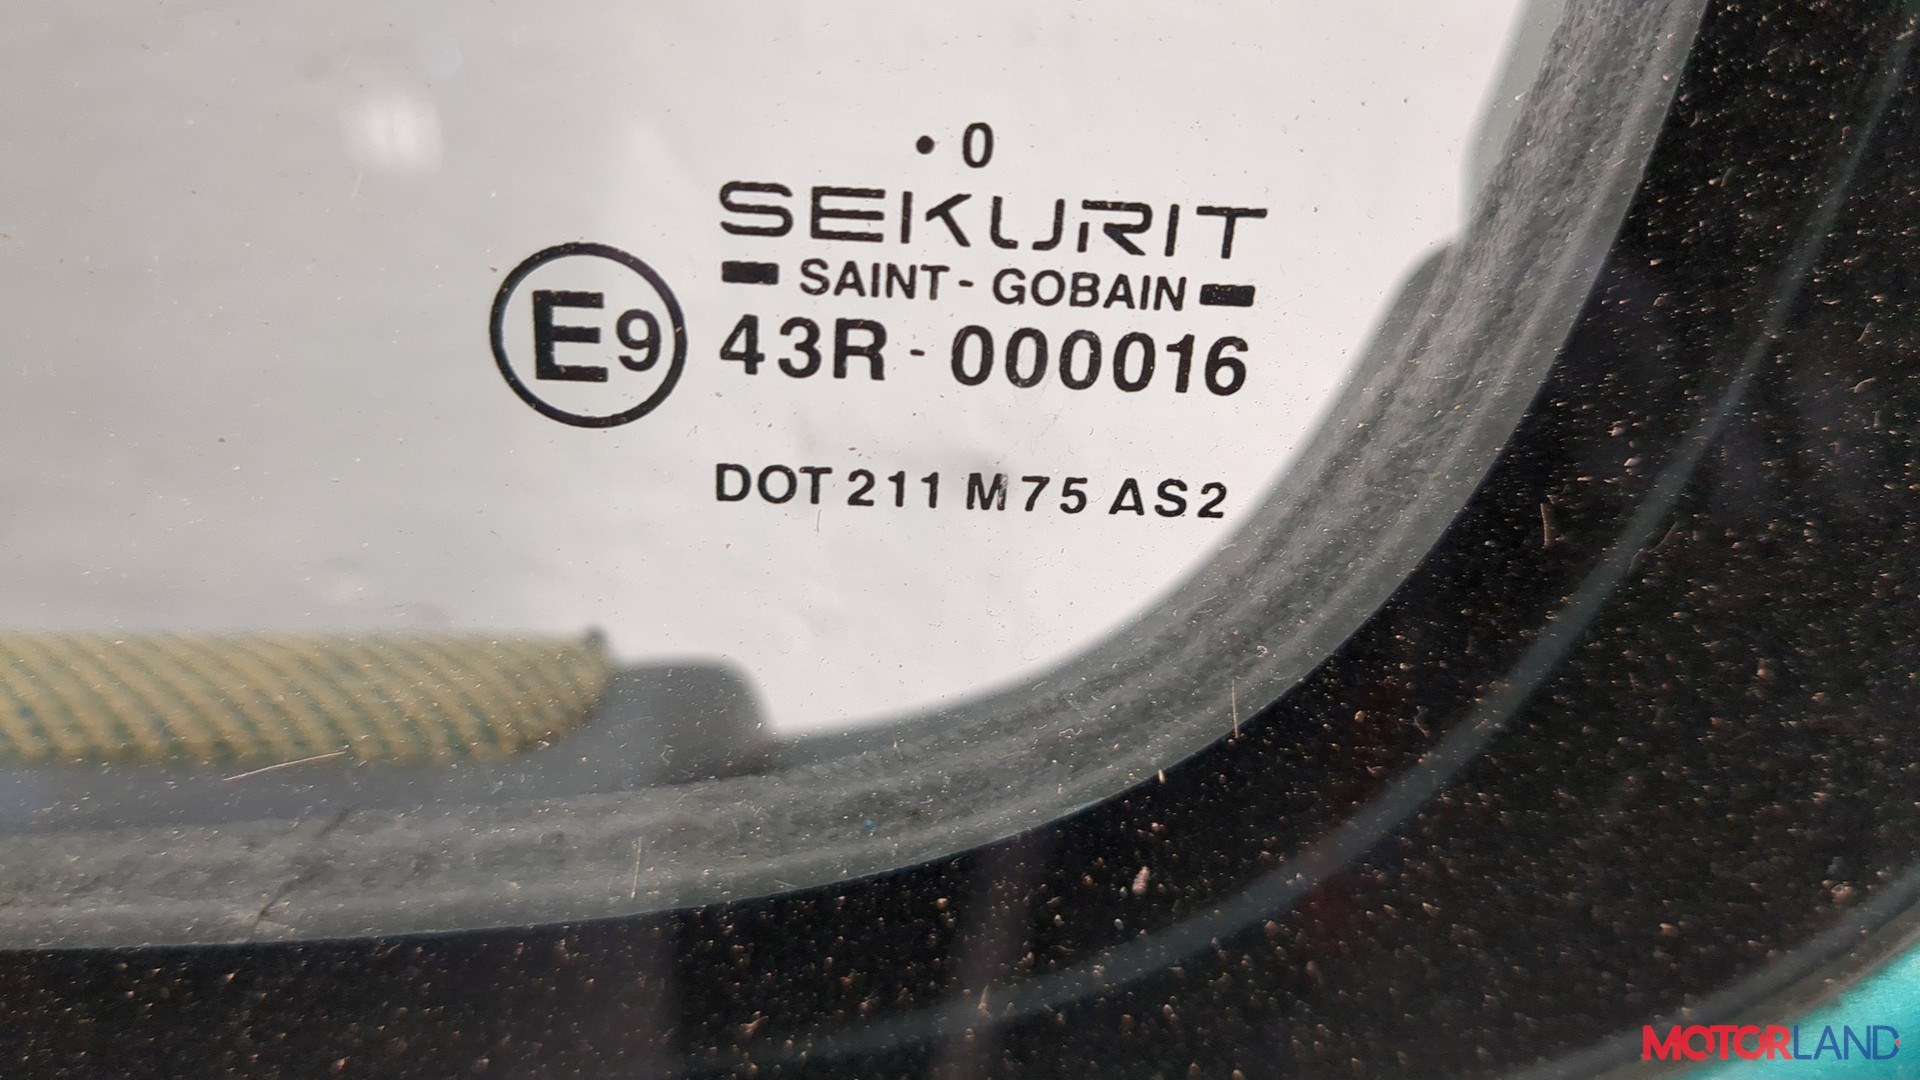 • 0
SEKURIT
SAINT-GOBAIN
E9
43R-000016
DOT 211 M75 AS2
MOTORLAND